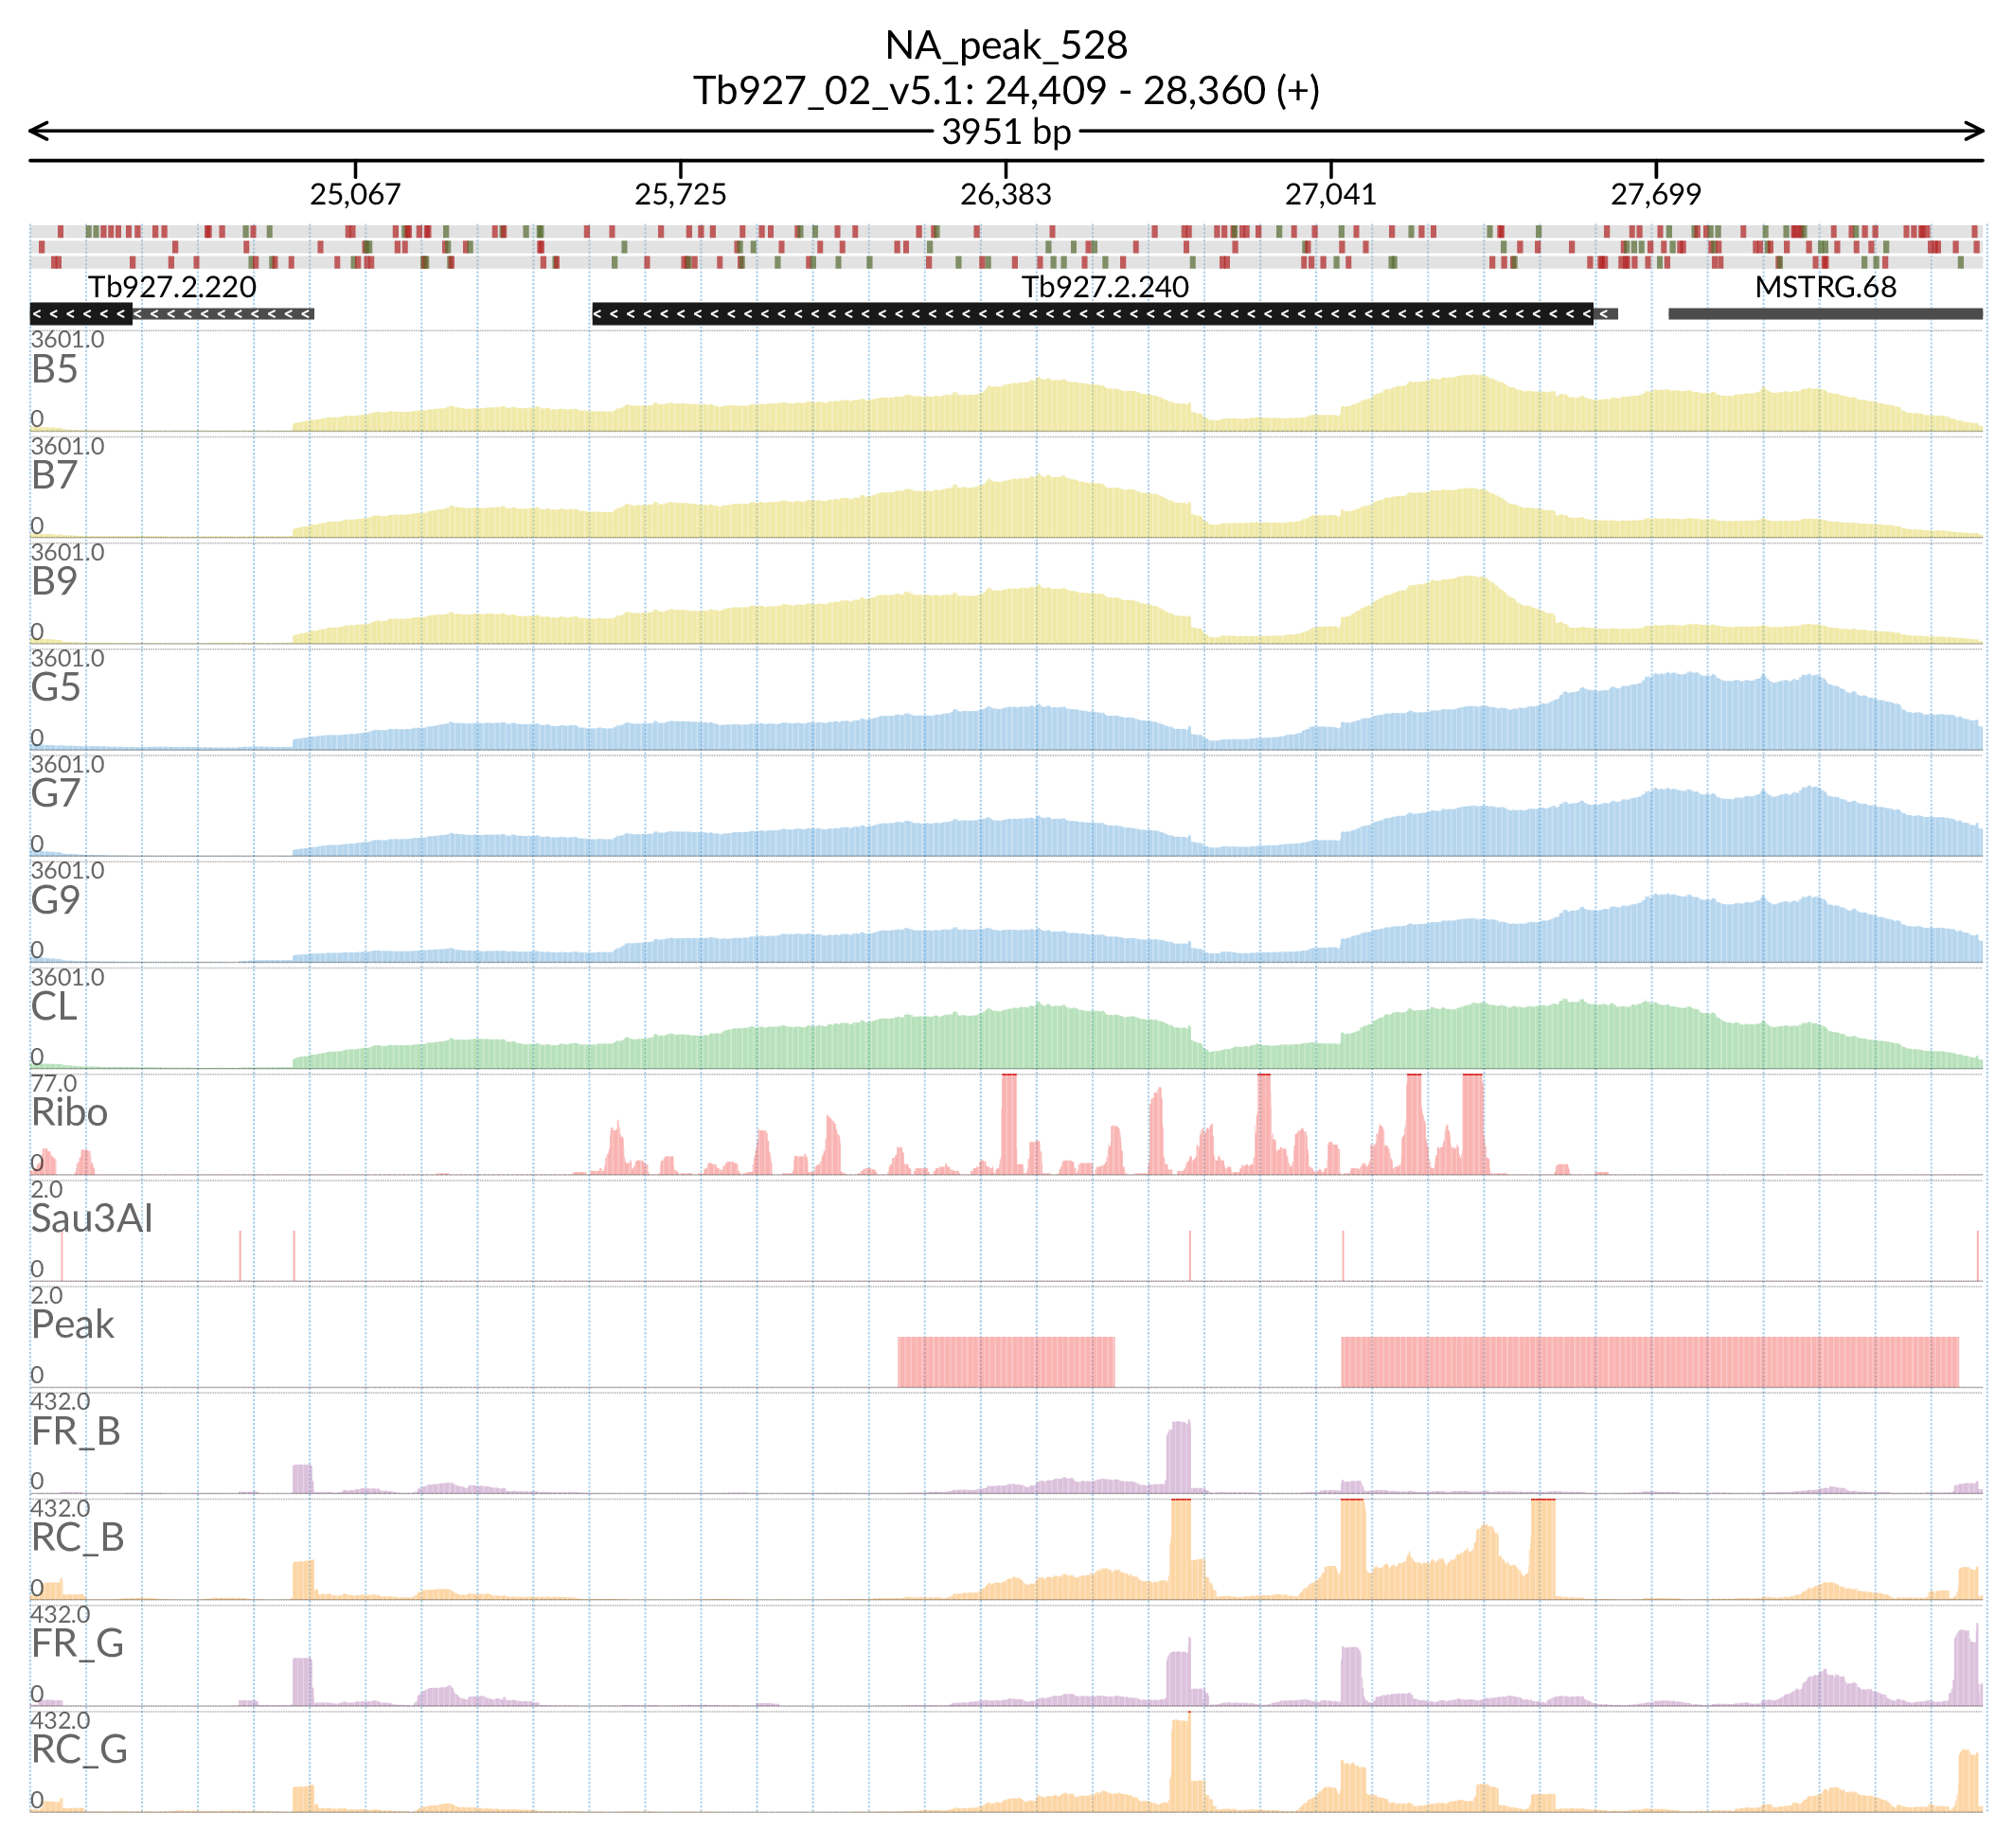 NA_peak_528
Tb927_02_v5.1: 24,409 - 28,360 (+)
3951 bp
25,067 25,725 26,383 27,041 27,699
Tb927.2.220 Tb927.2.240 MSTRG.68
3601.0
B5
0
3601.0
B7
0
3601.0
B9
0
3601.0
G5
0
3601.0
G7
0
3601.0
G9
0
3601.0
CL
0
77.0
Ribo
0
2.0
Sau3AI
0
2.0
Peak
0
432.0
FR_B
0
432.0
RC_B
0
432.0
FR_G
0
432.0
RC_G
0